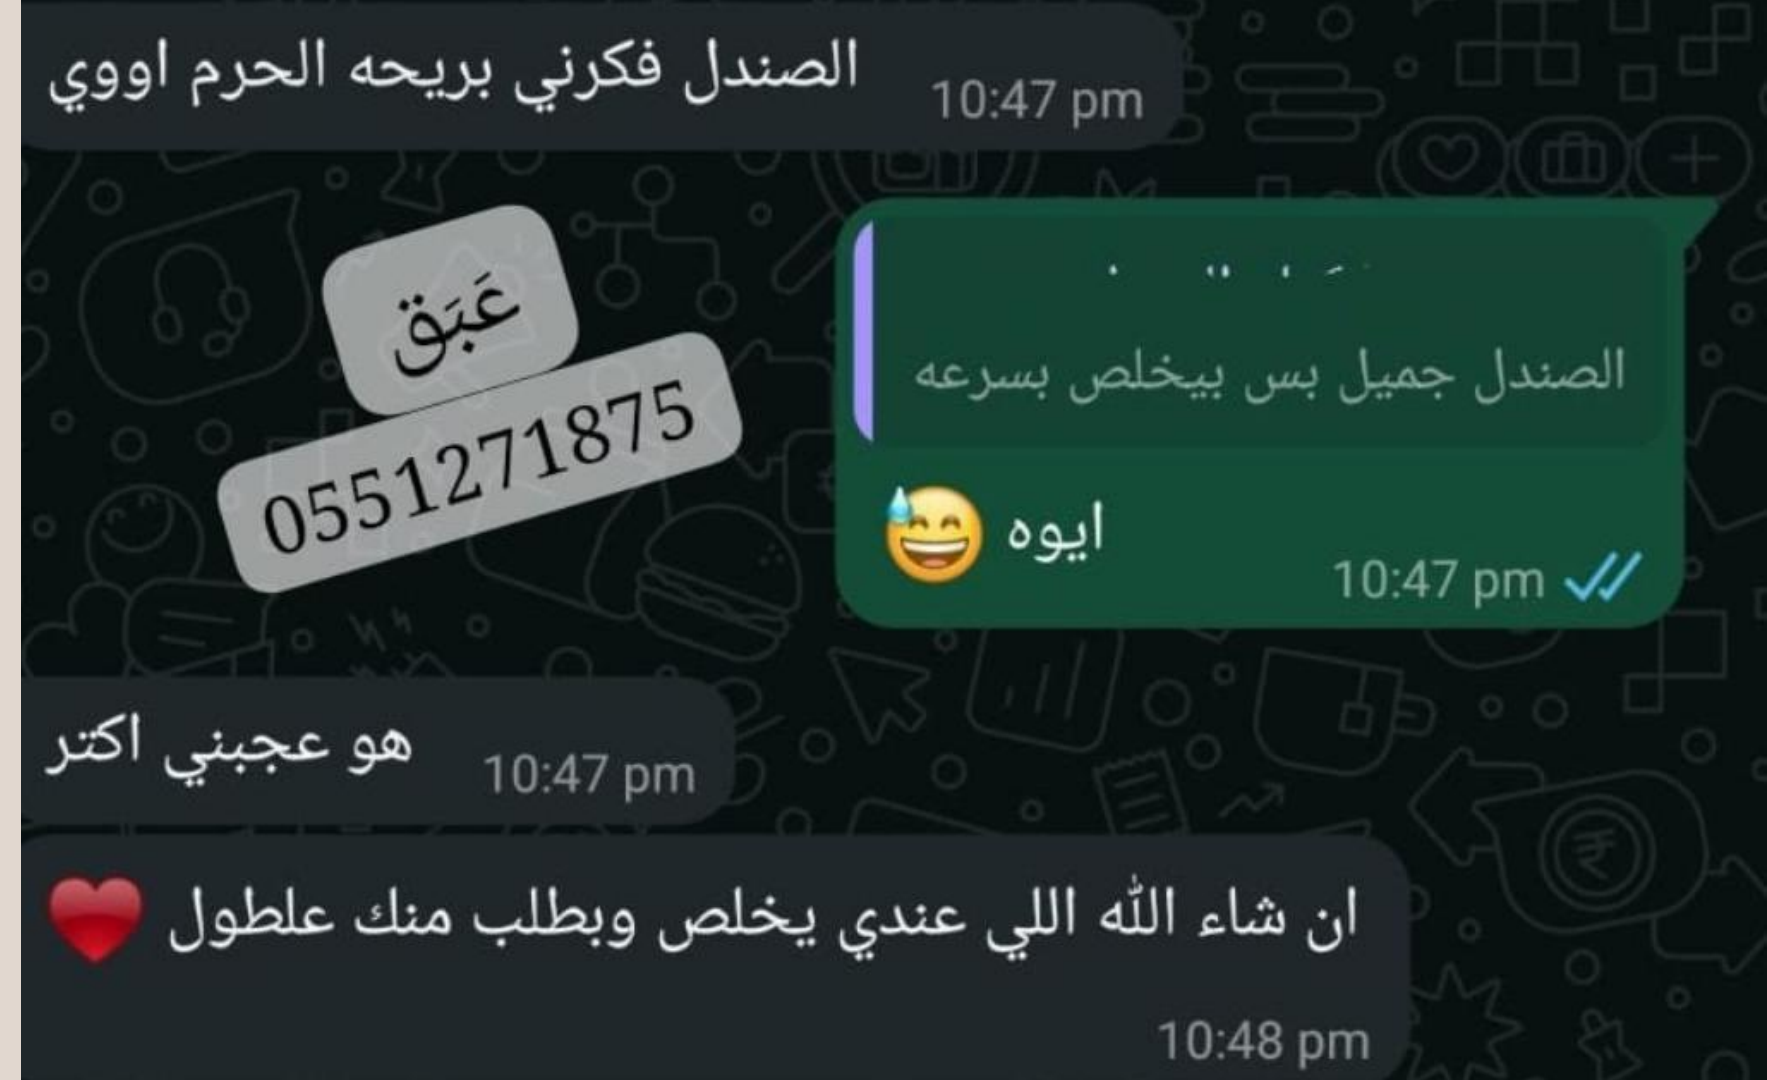 الصندل فكرني بريحه الحرم اووي
10:47 pm
عَبَق
0551271875
الصندل جميل بس بيخلص بسرعه
ايوه 😅
10:47 pm
هو عجبني اكتر
10:47 pm
ان شاء الله اللي عندي يخلص وبطلب منك علطول ♥️
10:48 pm